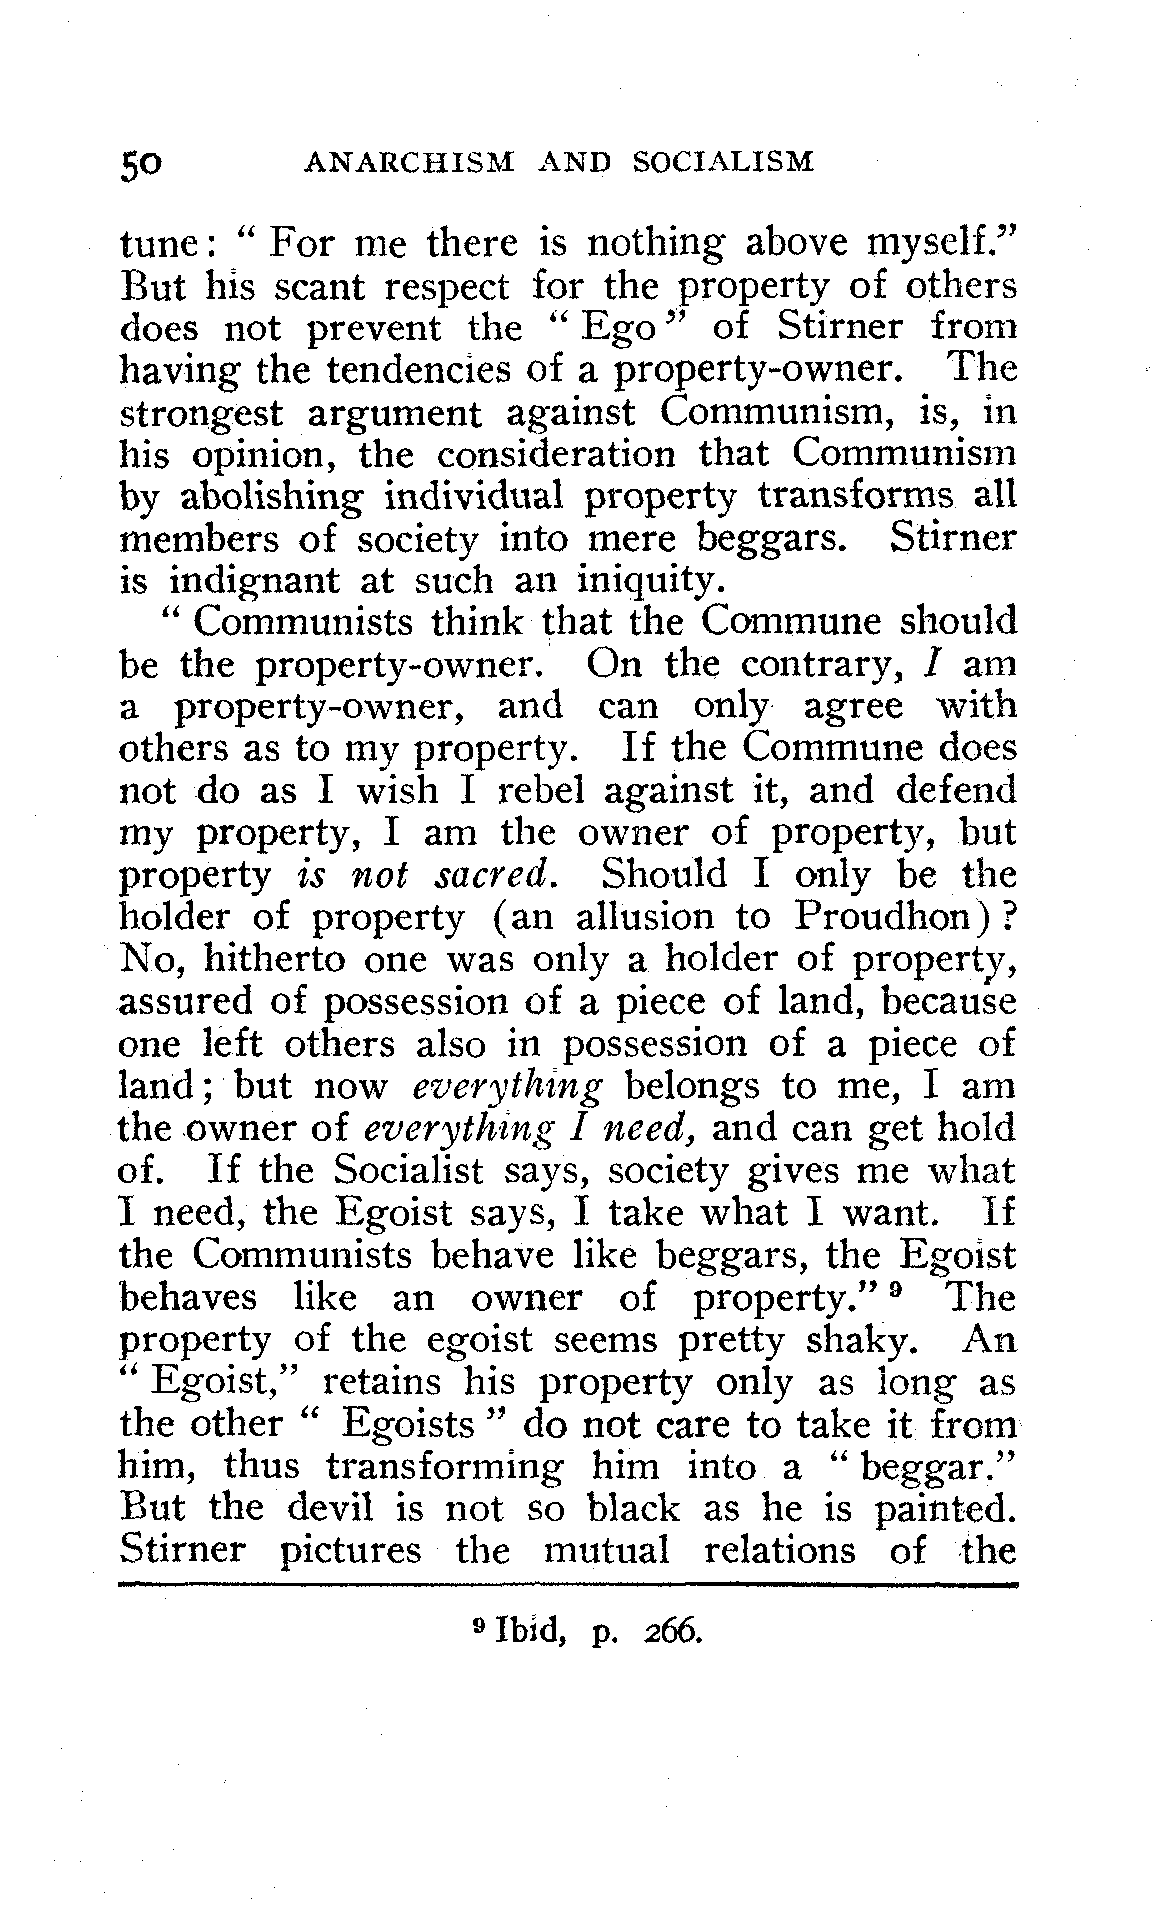 50 ANARCHISM AND SOCIALISM
tune: " For me there is nothing above myself."
But his scant respect for the property of others
does not prevent the " Ego " of Stirner from
having the tendencies of a property-owner. The
strongest argument against Communism, is, in
his opinion, the consideration that Communism
by abolishing individual property transforms all
members of society into mere beggars. Stirner
is indignant at such an iniquity.
" Communists think that the Commune should
be the property-owner. On the contrary, I am
a property-owner, and can only agree with
others as to my property. If the Commune does
not do as I wish I rebel against it, and defend
my property, I am the owner of property, but
property is not sacred. Should I only be the
holder of property (an allusion to Proudhon) ?
No, hitherto one was only a holder of property,
assured of possession of a piece of land, because
one left others also in possession of a piece of
land; but now everything belongs to me, I am
the owner of everything I need, and can get hold
of. If the Socialist says, society gives me what
I need, the Egoist says, I take what I want. If
the Communists behave like beggars, the Egoist
behaves like an owner of property." ⁹ The
property of the egoist seems pretty shaky. An
" Egoist," retains his property only as long as
the other " Egoists " do not care to take it from
him, thus transforming him into a " beggar."
But the devil is not so black as he is painted.
Stirner pictures the mutual relations of the
⁹ Ibid, p. 266.